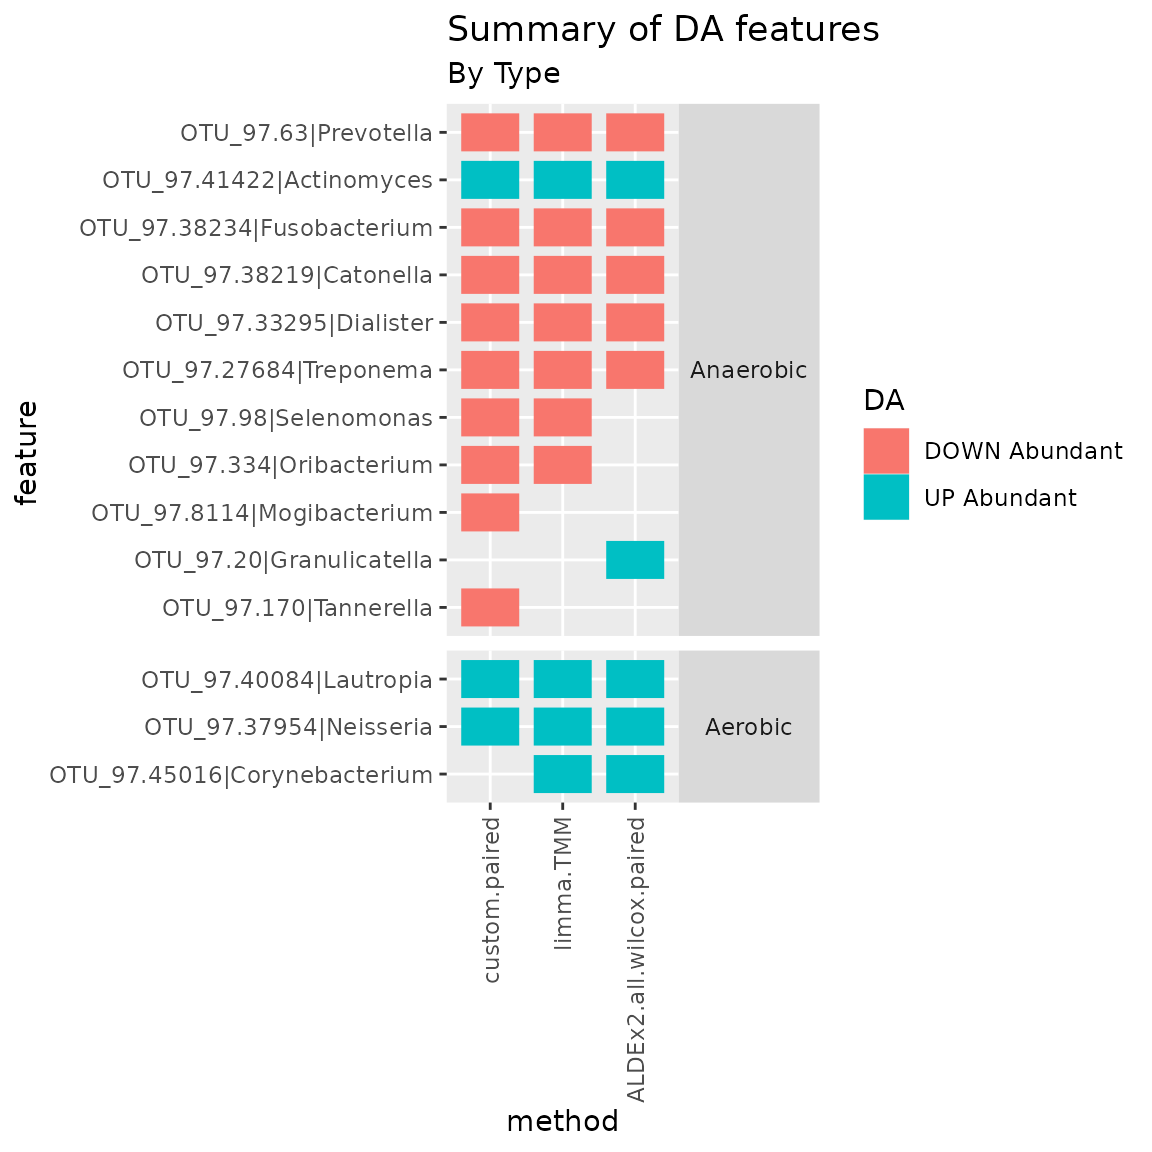 Summary of DA features
By Type
OTU_97.63|Prevotella
OTU_97.41422|Actinomyces
OTU_97.38234|Fusobacterium
OTU_97.38219|Catonella
OTU_97.33295|Dialister
OTU_97.27684|Treponema
OTU_97.98|Selenomonas
OTU_97.334|Oribacterium
OTU_97.8114|Mogibacterium
OTU_97.20|Granulicatella
OTU_97.170|Tannerella
Anaerobic
OTU_97.40084|Lautropia
OTU_97.37954|Neisseria
OTU_97.45016|Corynebacterium
Aerobic
feature
custom.paired
limma.TMM
ALDEx2.all.wilcox.paired
method
DA
DOWN Abundant
UP Abundant